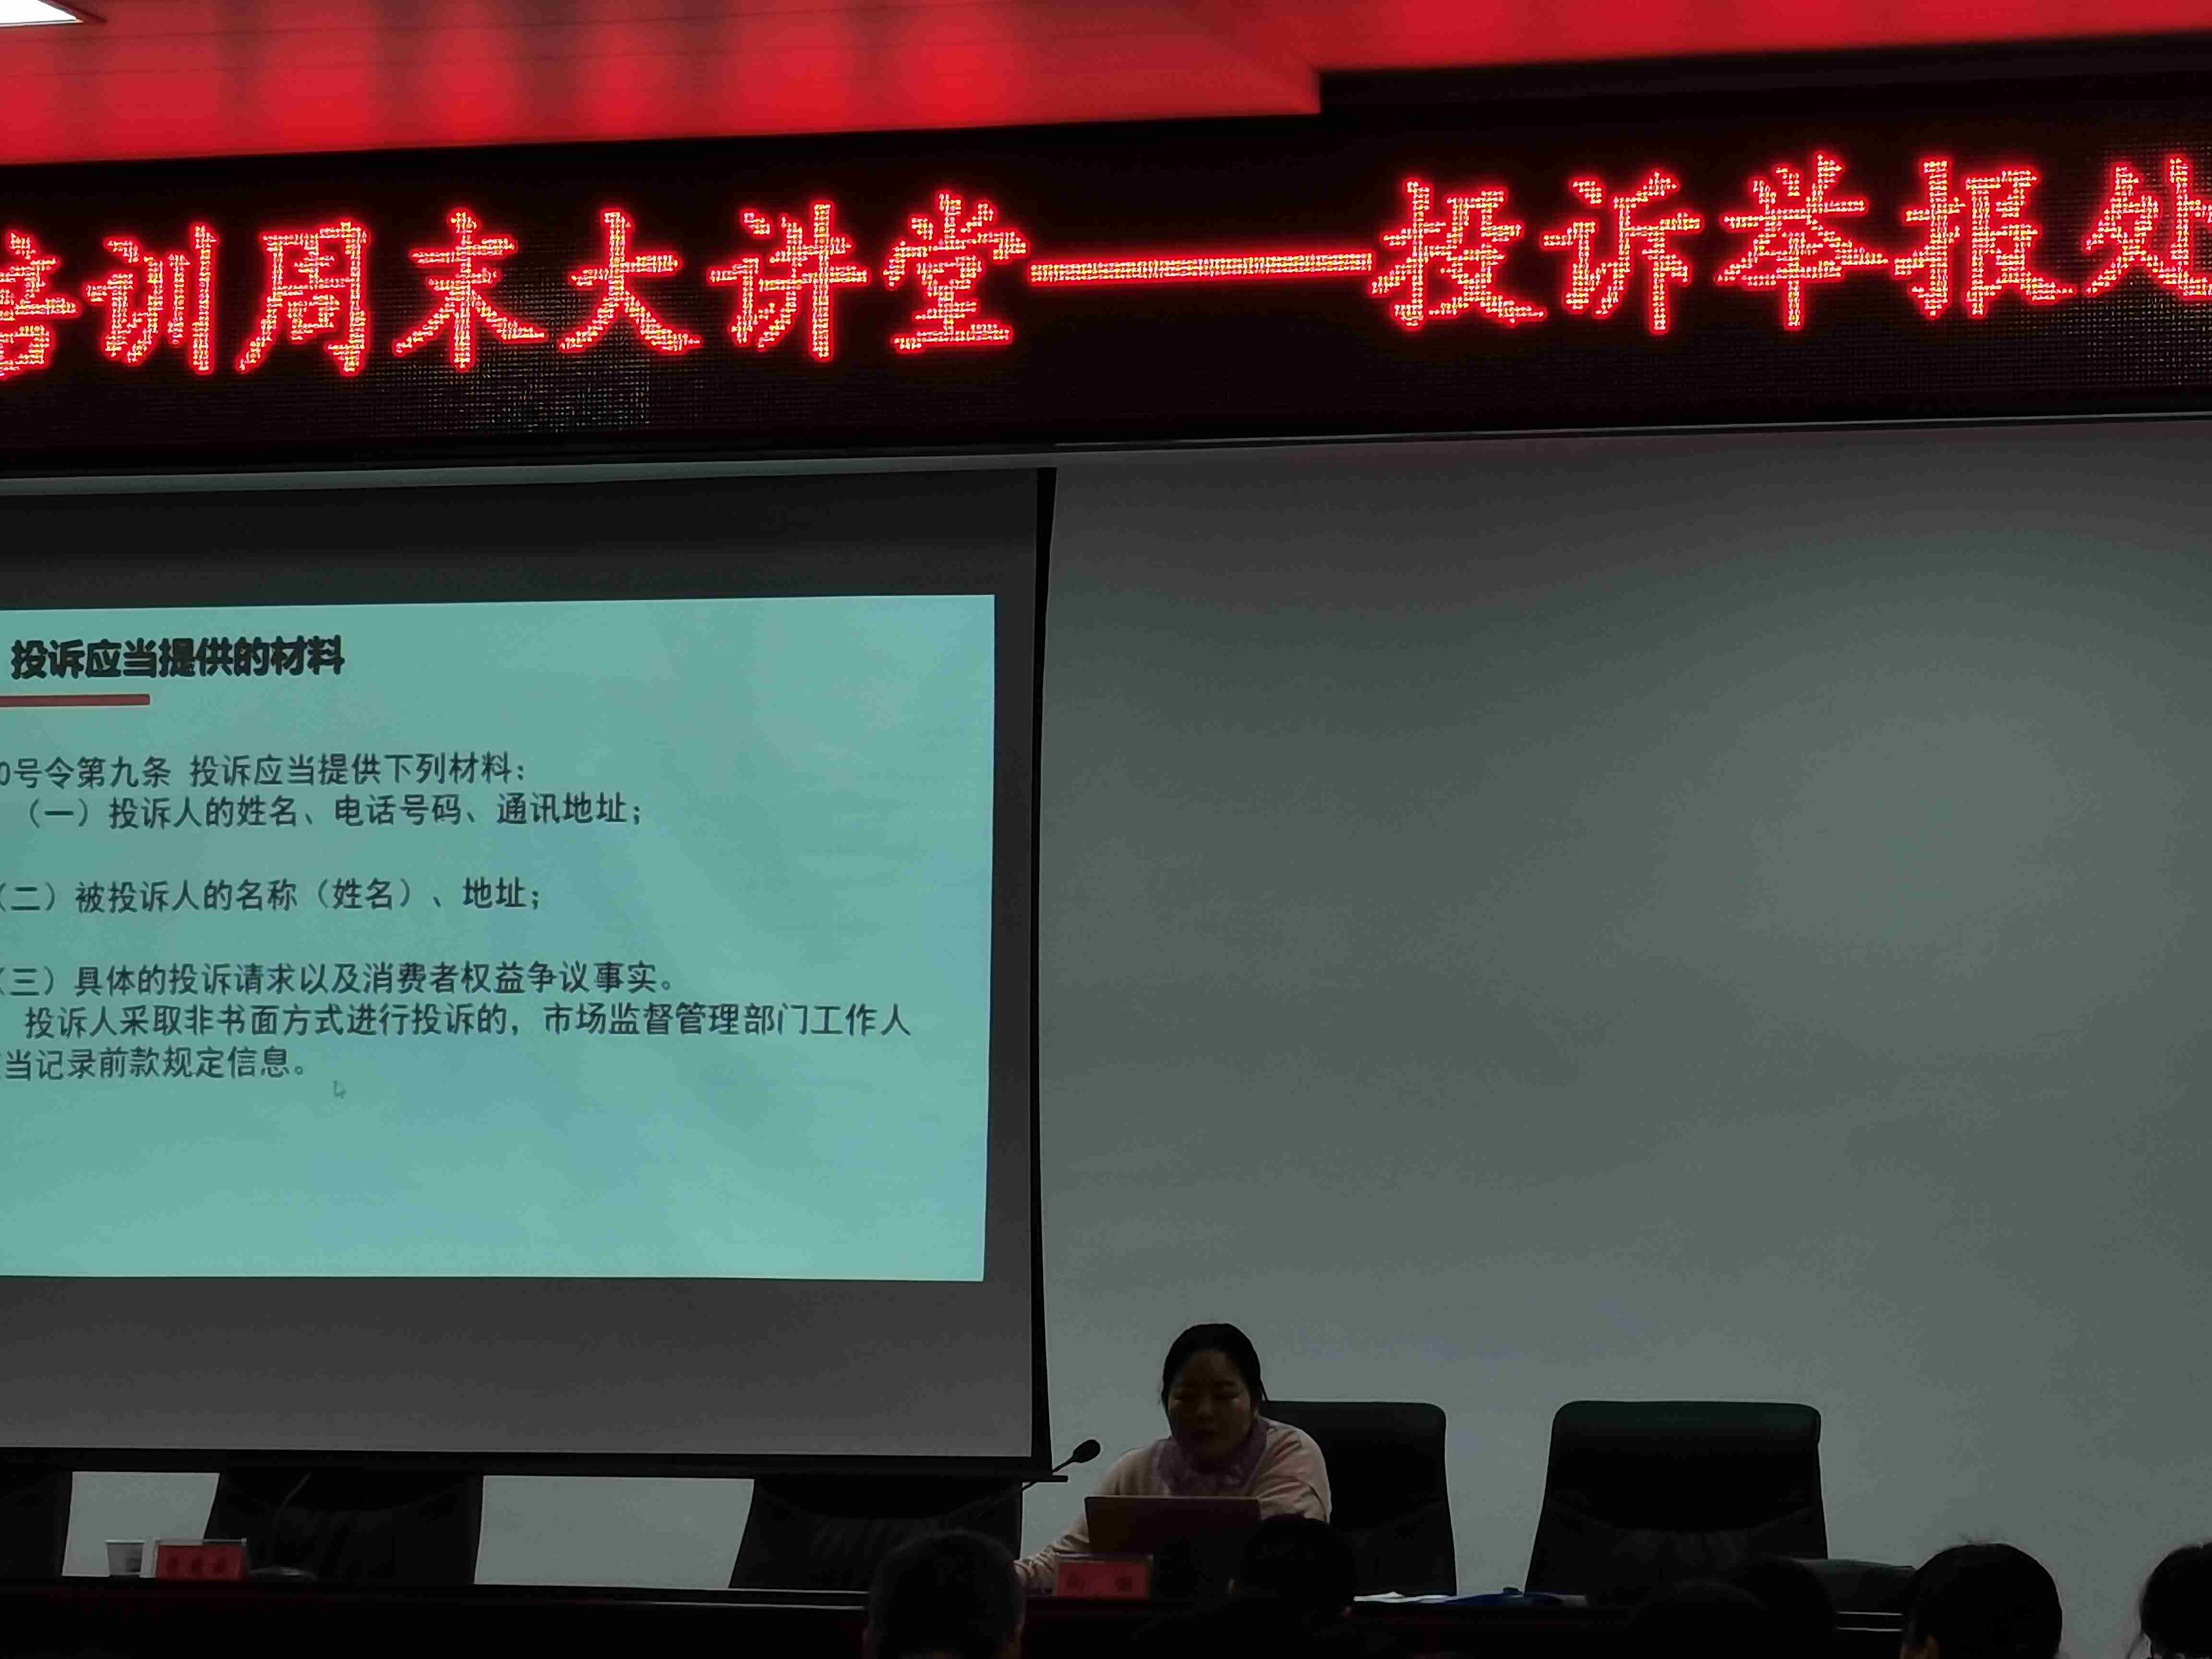 培训周末大讲堂——投诉举报处
投诉应当提供的材料
0号令第九条 投诉应当提供下列材料：
（一）投诉人的姓名、电话号码、通讯地址；
（二）被投诉人的名称（姓名）、地址；
（三）具体的投诉请求以及消费者权益争议事实。
投诉人采取非书面方式进行投诉的，市场监督管理部门工作人
当记录前款规定信息。